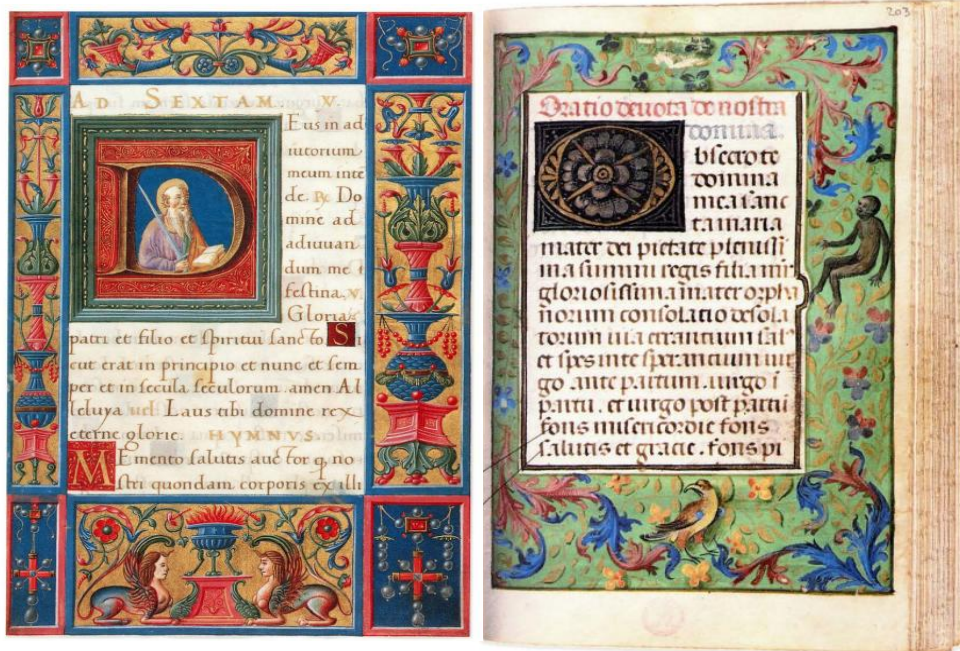 AD SEXTAM. V.
DEus in ad
iutorium
meum inte
de. R Do
mine ad
adiuuan
dum me
festina. V
Gloria
patri et filio et spiritui sancto Si
cut erat in principio et nunc et sem
per et in secula seculorum amen Al
leluya uel Laus tibi domine rex
eterne glorie. HYMNVS.
MEmento salutis auctor q no
stri quondam corporis ex illi
203
Oratio deuota de nostra
domina
bsecro te
domina
mea sanc
ta maria
mater dei pietate plenissi
ma summi regis filia
gloriosissima mater orpha
norum consolatio desola
torum uia errantium sal
et spes in te sperantium uir
go ante partum uirgo i
partu. et uirgo post partu
fons misericordie fons
salutis et gracie. fons pi